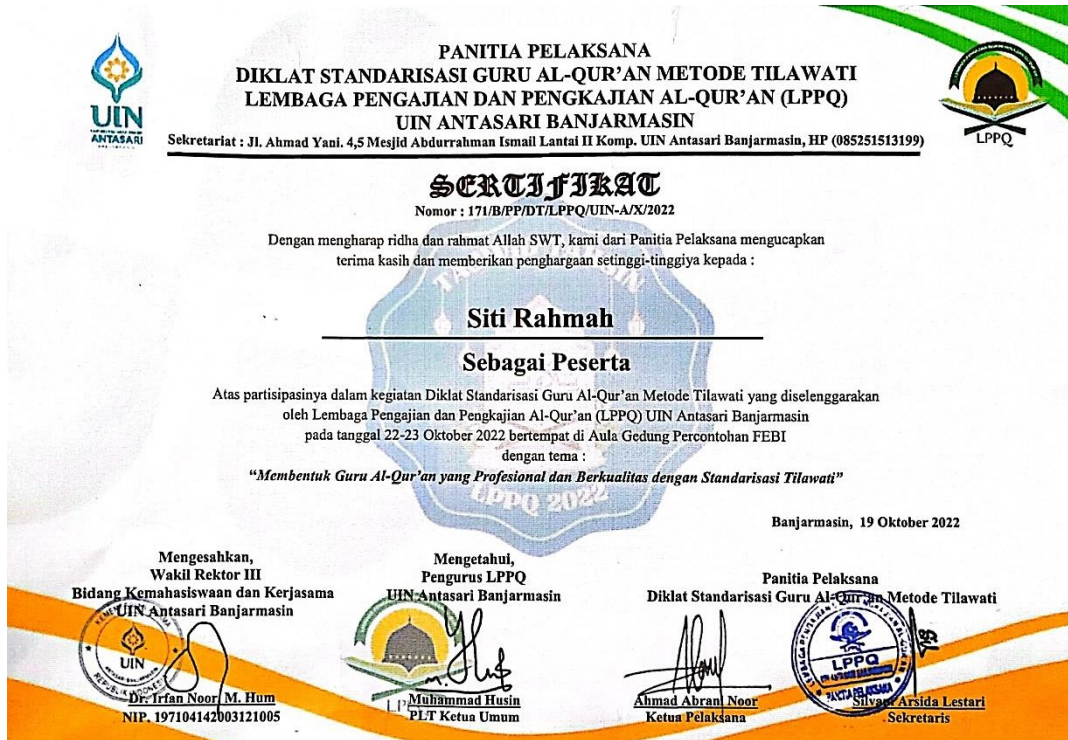 PANITIA PELAKSANA
DIKLAT STANDARISASI GURU AL-QUR’AN METODE TILAWATI
LEMBAGA PENGAJIAN DAN PENGKAJIAN AL-QUR’AN (LPPQ)
UIN ANTASARI BANJARMASIN
Sekretariat : Jl. Ahmad Yani. 4,5 Mesjid Abdurrahman Ismail Lantai II Komp. UIN Antasari Banjarmasin, HP (085251513199)
UIN
ANTASARI
LPPQ
SERTIFIKAT
Nomor : 171/B/PP/DT/LPPQ/UIN-A/X/2022
Dengan mengharap ridha dan rahmat Allah SWT, kami dari Panitia Pelaksana mengucapkan
terima kasih dan memberikan penghargaan setinggi-tinggiya kepada :
Siti Rahmah
Sebagai Peserta
Atas partisipasinya dalam kegiatan Diklat Standarisasi Guru Al-Qur’an Metode Tilawati yang diselenggarakan
oleh Lembaga Pengajian dan Pengkajian Al-Qur’an (LPPQ) UIN Antasari Banjarmasin
pada tanggal 22-23 Oktober 2022 bertempat di Aula Gedung Percontohan FEBI
dengan tema :
“Membentuk Guru Al-Qur’an yang Profesional dan Berkualitas dengan Standarisasi Tilawati”
LPPQ 2022
Banjarmasin, 19 Oktober 2022
Mengesahkan,
Wakil Rektor III
Bidang Kemahasiswaan dan Kerjasama
UIN Antasari Banjarmasin
UIN
Dr. Irfan Noor, M. Hum
NIP. 197104142003121005
Mengetahui,
Pengurus LPPQ
UIN Antasari Banjarmasin
Muhammad Husin
PLT Ketua Umum
Panitia Pelaksana
Diklat Standarisasi Guru Al-Qur’an Metode Tilawati
Ahmad Abrani Noor
Ketua Pelaksana
LPPQ
PANITIA PELAKSANA
Silvani Arsida Lestari
Sekretaris